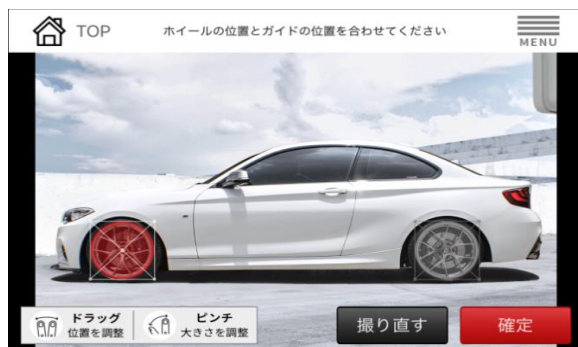 TOP
ホイールの位置とガイドの位置を合わせてください
MENU
ドラッグ
位置を調整
ピンチ
大きさを調整
撮り直す
確定